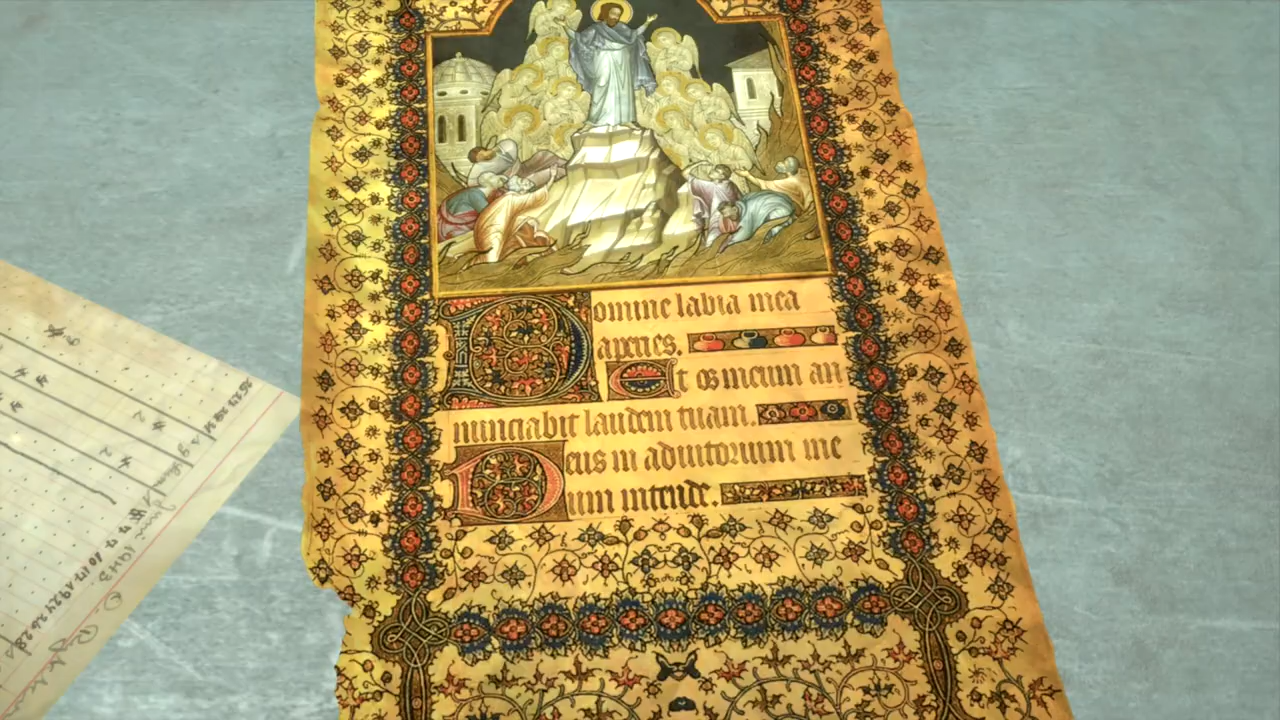 Domine labia mea
aperies.
Et os meum an
nunciabit laudem tuam.
Deus in adiutorium me
um intende.